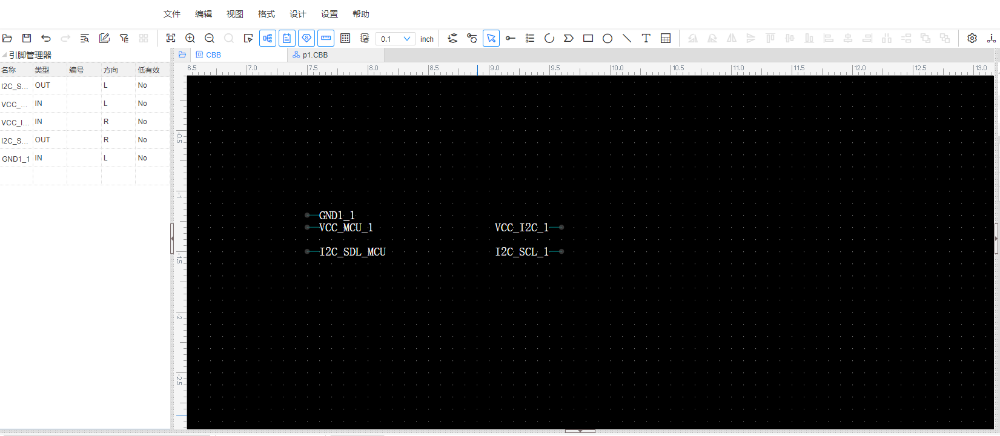 文件 编辑 视图 格式 设计 设置 帮助
0.1 inch
引脚管理器
CBB p1.CBB
名称 类型 编号 方向 低有效
I2C_S... OUT L No
VCC_... IN L No
VCC_I... IN R No
I2C_S... OUT R No
GND1_1 IN L No
6.5 7.0 7.5 8.0 8.5 9.0 9.5 10.0 10.5 11.0 11.5 12.0 12.5 13.0
-0.5
-1
-1.5
-2
-2.5
GND1_1
VCC_MCU_1 VCC_I2C_1
I2C_SDL_MCU I2C_SCL_1